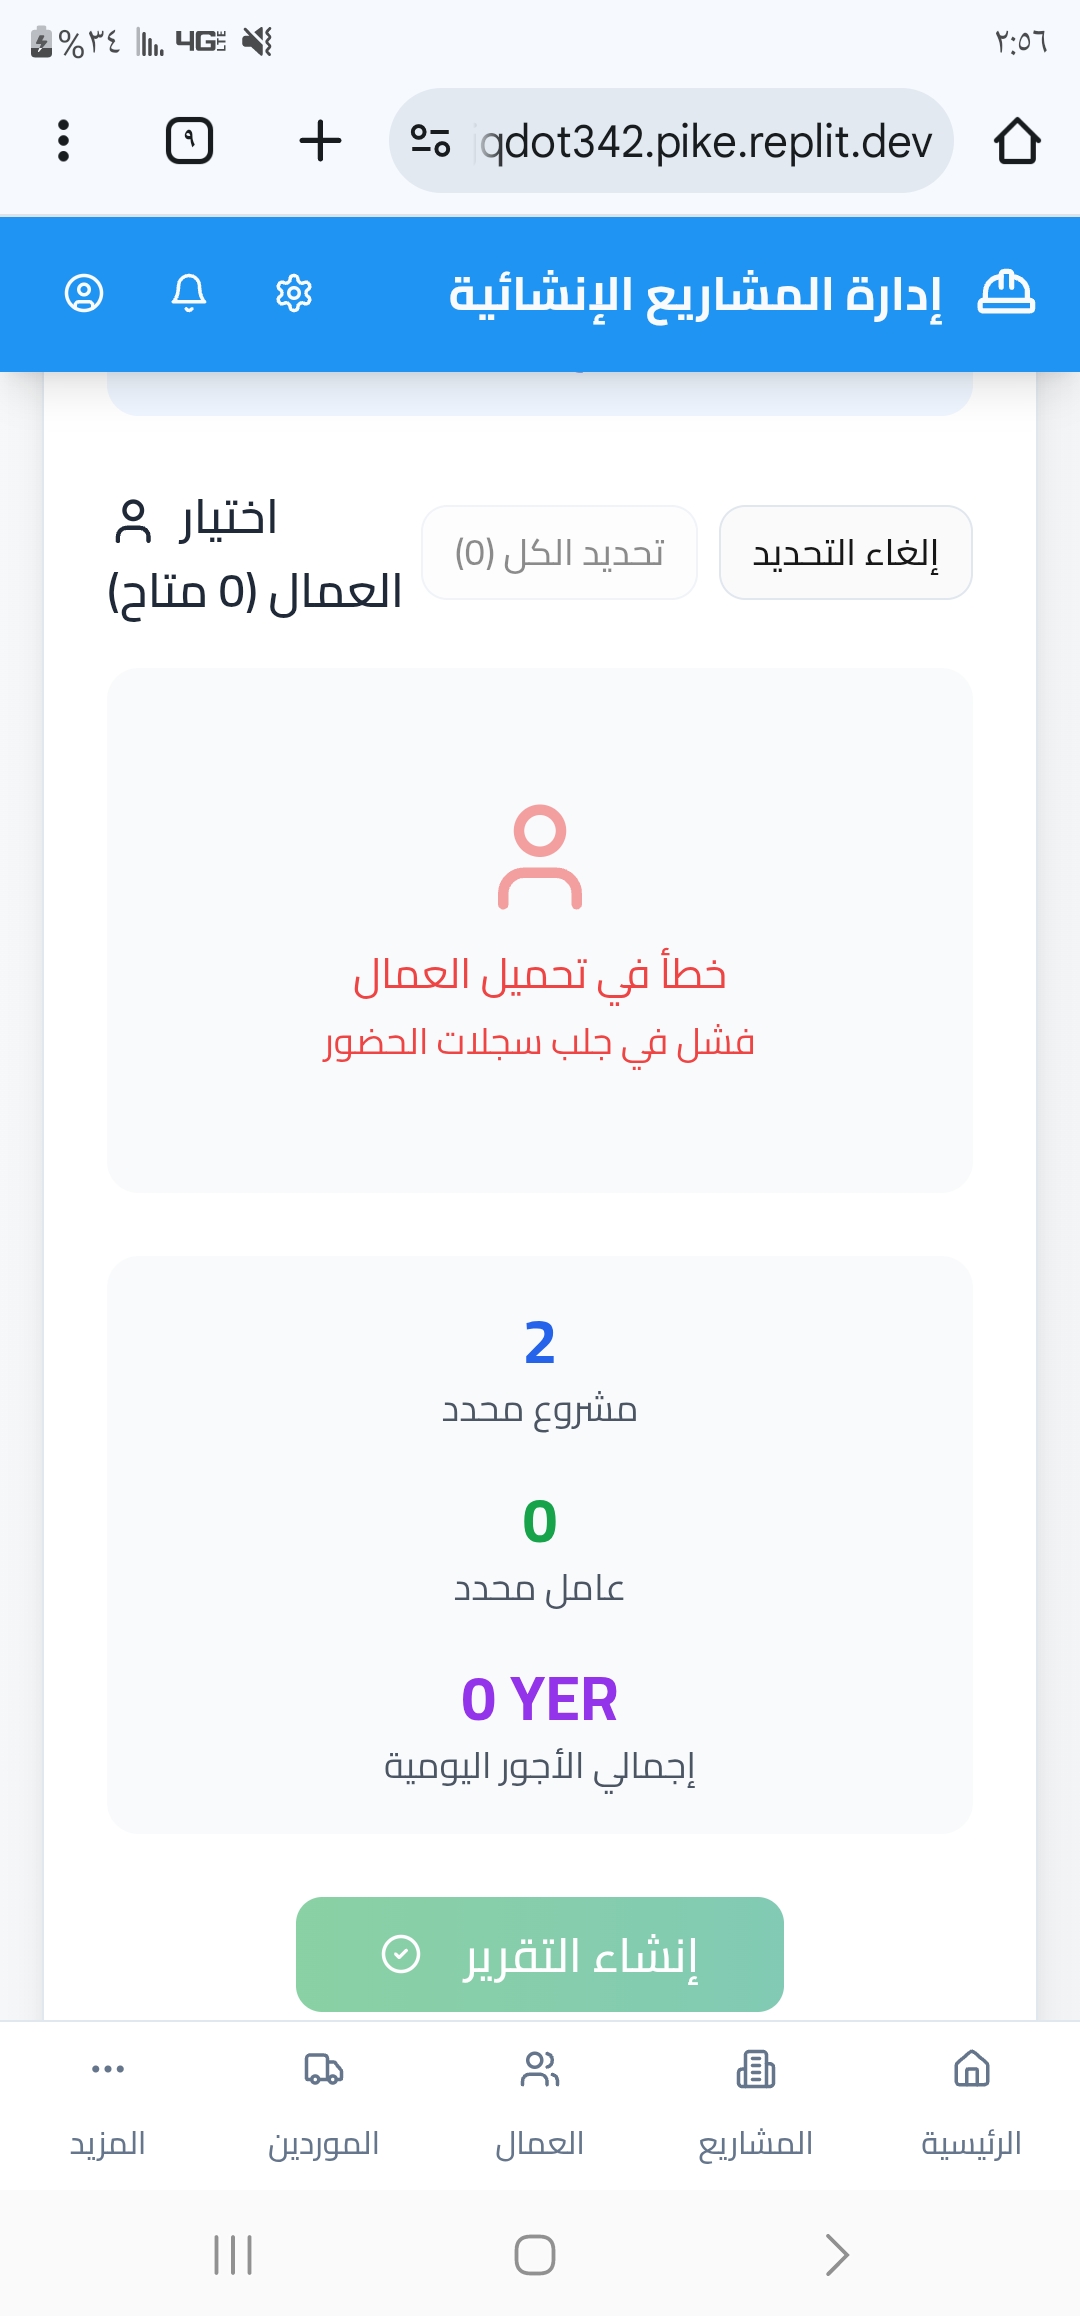 ٢:٥٦
4G LTE
%٣٤
qdot342.pike.replit.dev
٩
إدارة المشاريع الإنشائية
إلغاء التحديد
تحديد الكل (0)
اختيار
العمال (0 متاح)
خطأ في تحميل العمال
فشل في جلب سجلات الحضور
2
مشروع محدد
0
عامل محدد
0 YER
إجمالي الأجور اليومية
إنشاء التقرير
الرئيسية
المشاريع
العمال
الموردين
المزيد